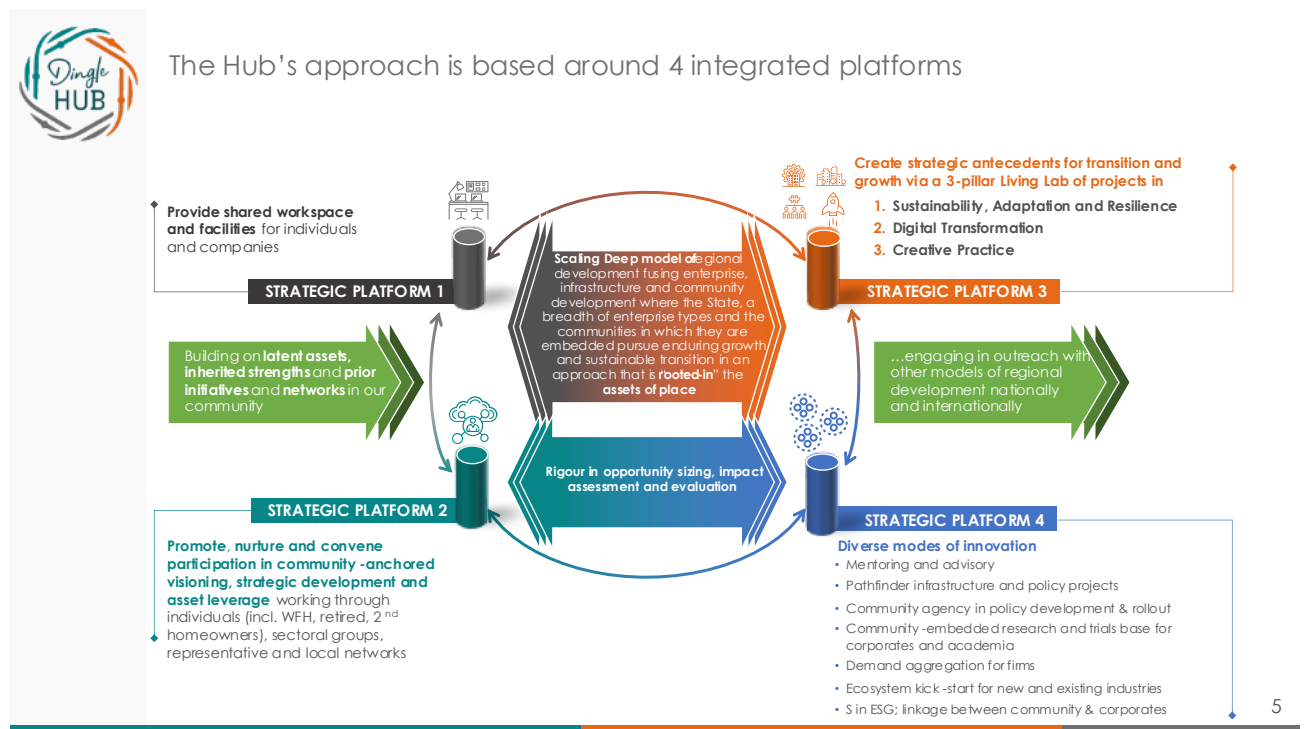 Dingle
HUB
The Hub's approach is based around 4 integrated platforms
Provide shared workspace
and facilities for individuals
and companies
STRATEGIC PLATFORM 1
Create strategic antecedents for transition and
growth via a 3-pillar Living Lab of projects in
1. Sustainability, Adaptation and Resilience
2. Digital Transformation
3. Creative Practice
STRATEGIC PLATFORM 3
Scaling Deep model of regional
development fusing enterprise,
infrastructure and community
development where the State, a
breadth of enterprise types and the
communities in which they are
embedded pursue enduring growth
and sustainable transition in an
approach that is "rooted-in" the
assets of place
Building on latent assets,
inherited strengths and prior
initiatives and networks in our
community
…engaging in outreach with
other models of regional
development nationally
and internationally
Rigour in opportunity sizing, impact
assessment and evaluation
STRATEGIC PLATFORM 2
Promote, nurture and convene
participation in community -anchored
visioning, strategic development and
asset leverage working through
individuals (incl. WFH, retired, 2 nd
homeowners), sectoral groups,
representative and local networks
STRATEGIC PLATFORM 4
Diverse modes of innovation
• Mentoring and advisory
• Pathfinder infrastructure and policy projects
• Community agency in policy development & rollout
• Community -embedded research and trials base for
corporates and academia
• Demand aggregation for firms
• Ecosystem kick -start for new and existing industries
• S in ESG; linkage between community & corporates
5